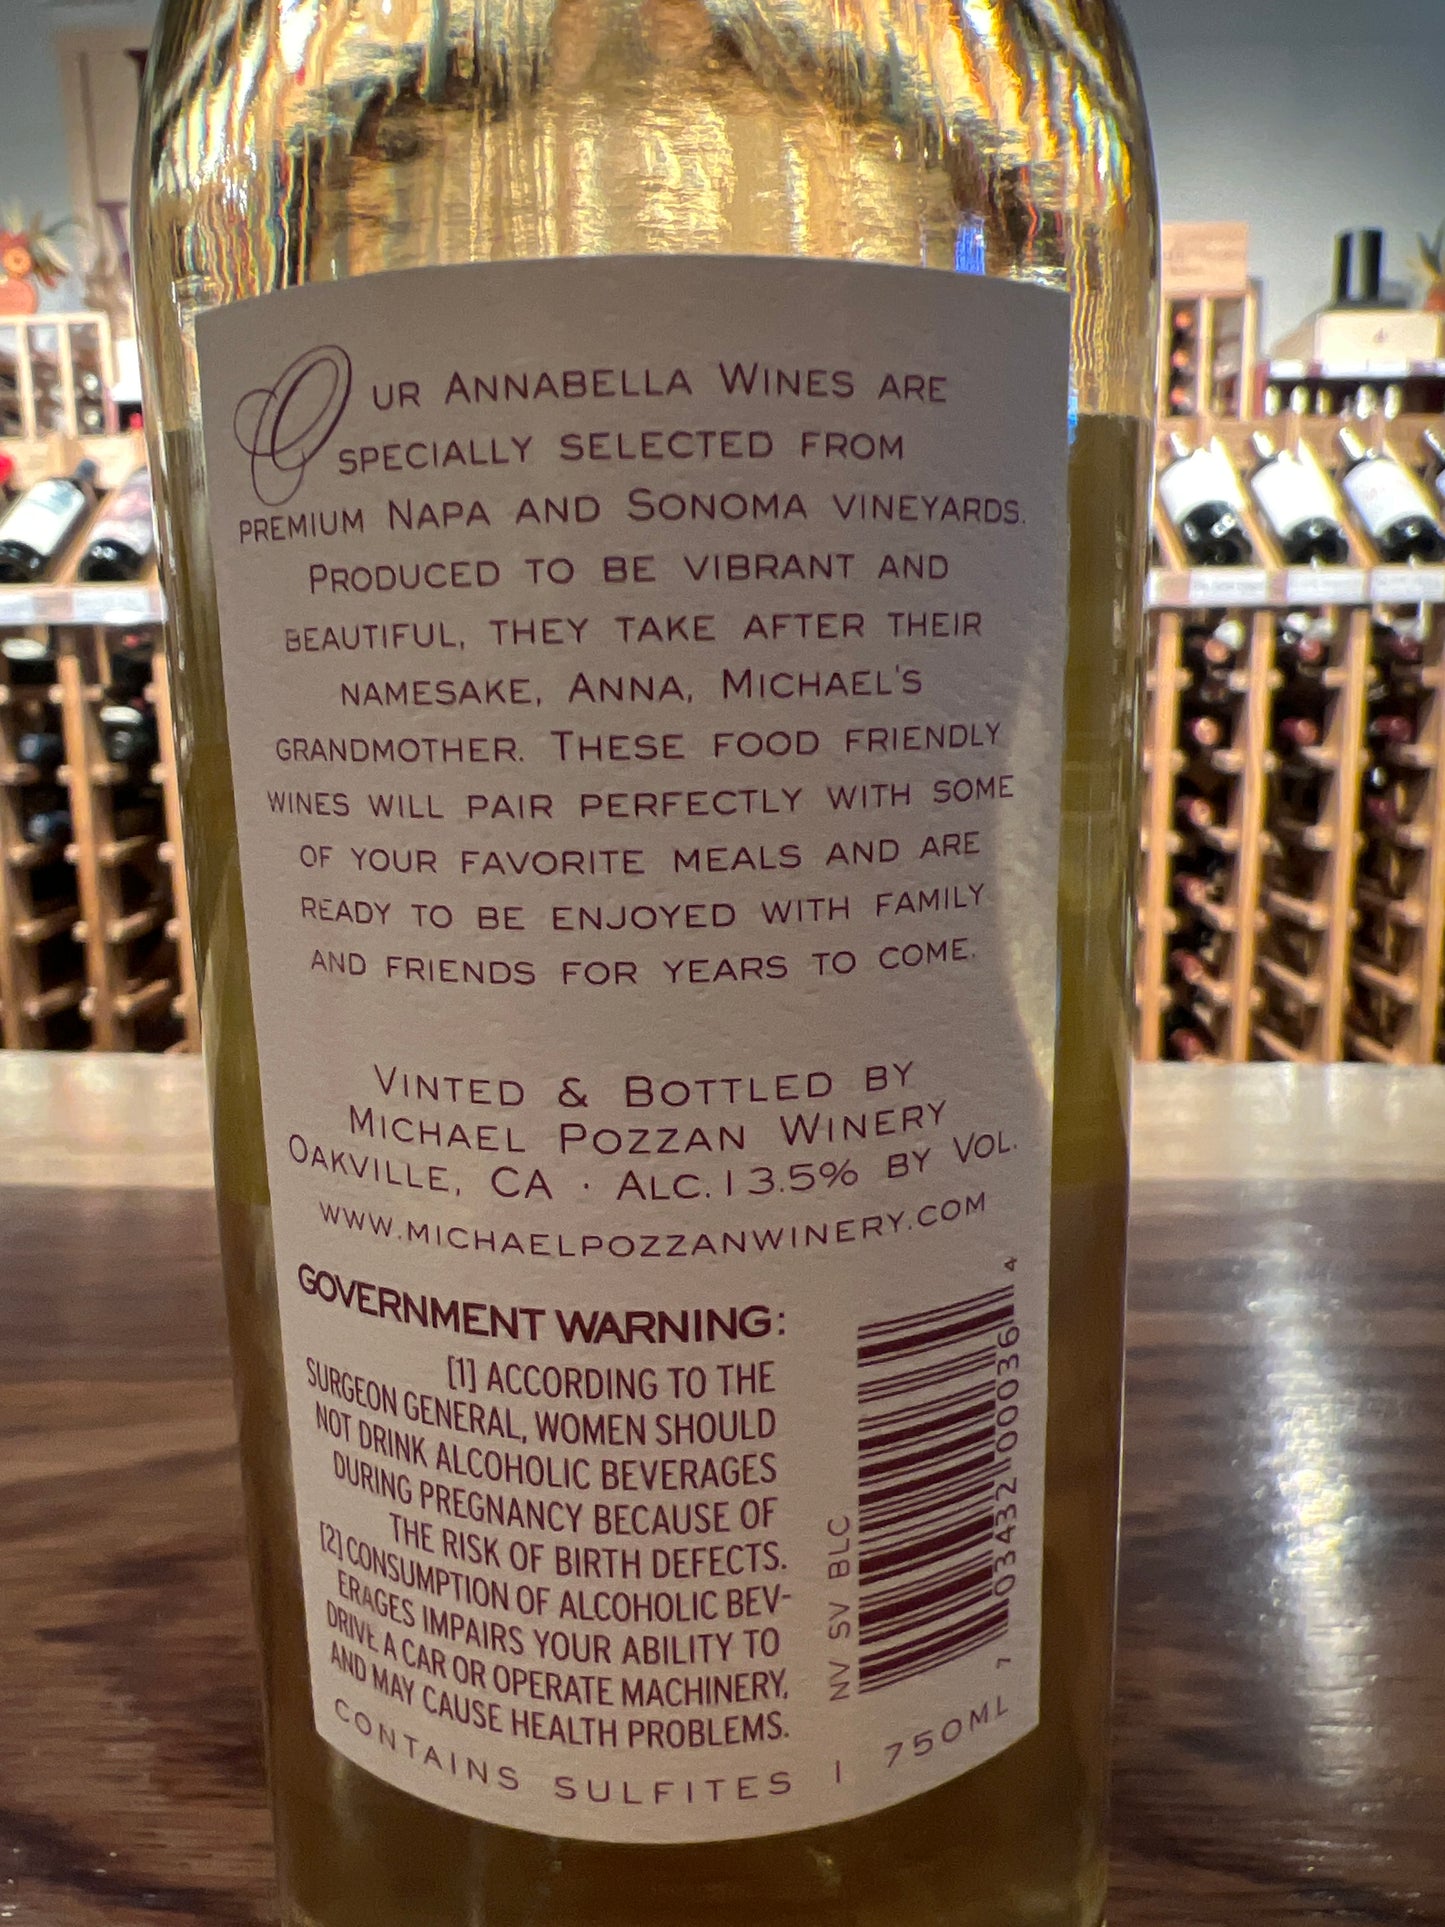 OUR ANNABELLA WINES ARE
SPECIALLY SELECTED FROM
PREMIUM NAPA AND SONOMA VINEYARDS.
PRODUCED TO BE VIBRANT AND
BEAUTIFUL, THEY TAKE AFTER THEIR
NAMESAKE, ANNA, MICHAEL'S
GRANDMOTHER. THESE FOOD FRIENDLY
WINES WILL PAIR PERFECTLY WITH SOME
OF YOUR FAVORITE MEALS AND ARE
READY TO BE ENJOYED WITH FAMILY
AND FRIENDS FOR YEARS TO COME.
VINTED & BOTTLED BY
MICHAEL POZZAN WINERY
OAKVILLE, CA · ALC. 13.5% BY VOL.
WWW.MICHAELPOZZANWINERY.COM
GOVERNMENT WARNING:
[1] ACCORDING TO THE
SURGEON GENERAL, WOMEN SHOULD
NOT DRINK ALCOHOLIC BEVERAGES
DURING PREGNANCY BECAUSE OF
THE RISK OF BIRTH DEFECTS.
[2] CONSUMPTION OF ALCOHOLIC BEV-
ERAGES IMPAIRS YOUR ABILITY TO
DRIVE A CAR OR OPERATE MACHINERY,
AND MAY CAUSE HEALTH PROBLEMS.
NV SV BLC
7 03432 10003 6 4
CONTAINS SULFITES | 750ML